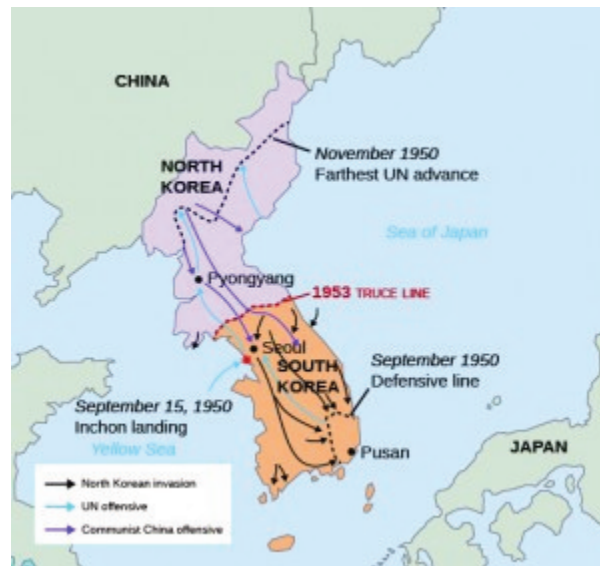 CHINA
NORTH
KOREA
November 1950
Farthest UN advance
Sea of Japan
Pyongyang
1953 TRUCE LINE
Seoul
SOUTH
KOREA
September 1950
Defensive line
September 15, 1950
Inchon landing
Yellow Sea
Pusan
JAPAN
North Korean invasion
UN offensive
Communist China offensive